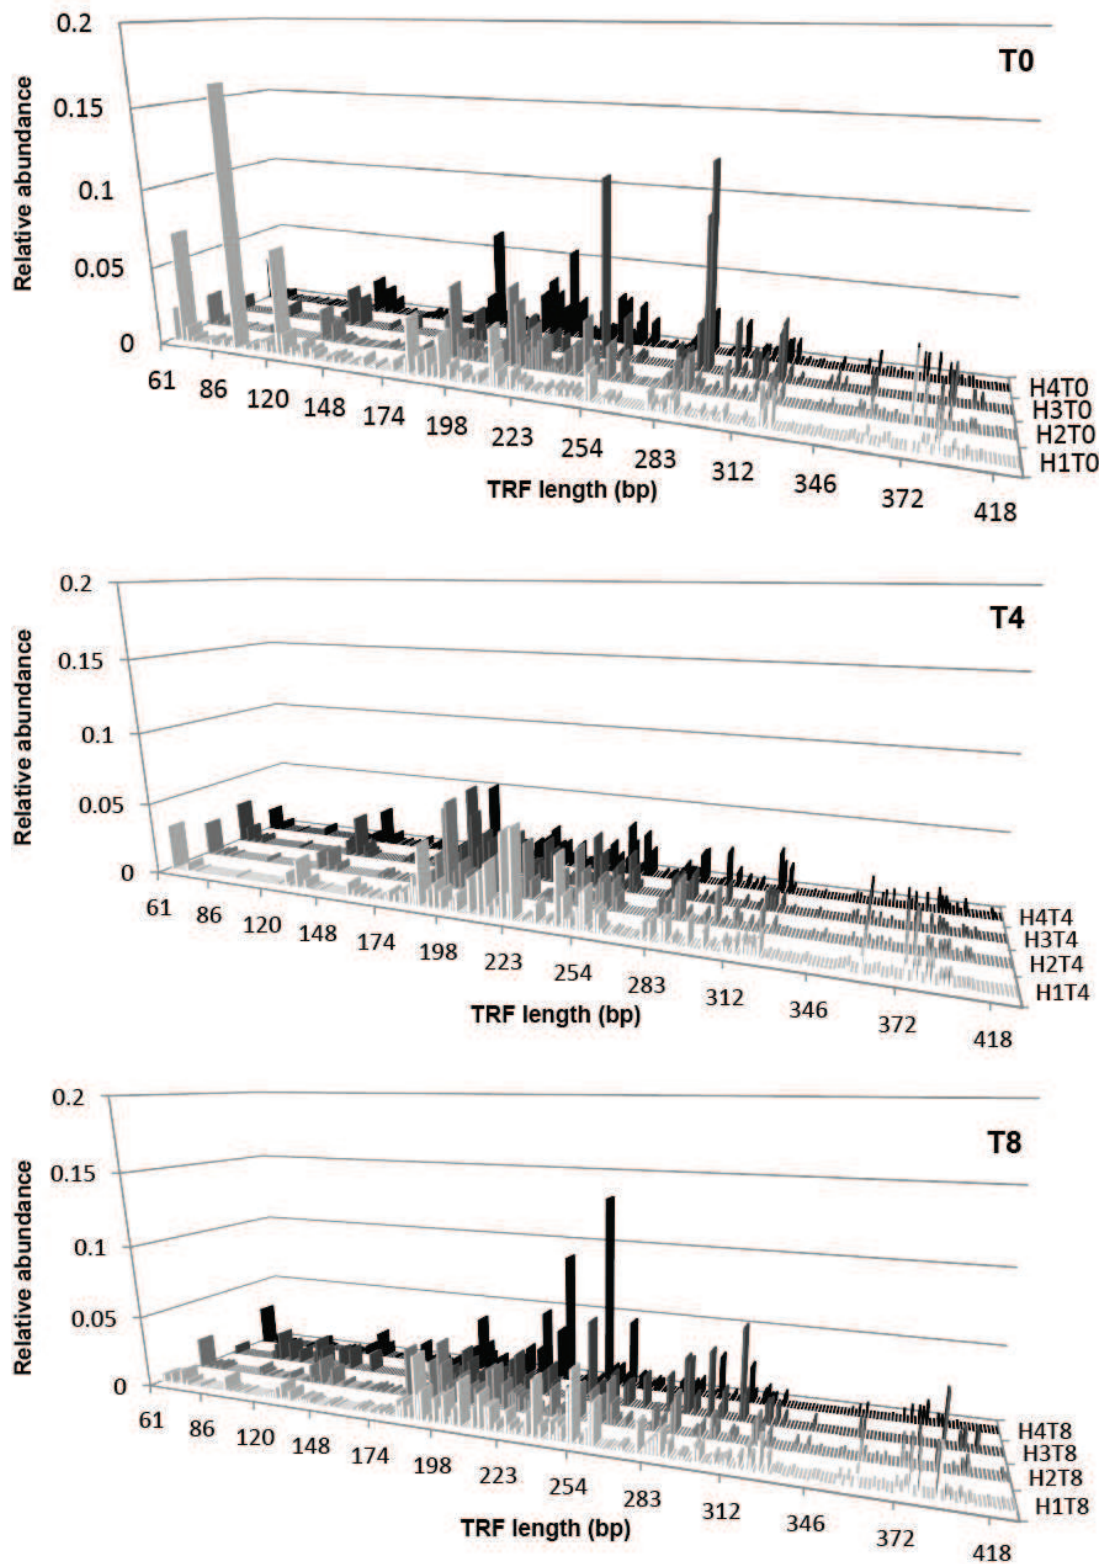 0.2
T0
0.15
Relative abundance
0.1
0.05
0
61
86
120
148
174
198
223
254
283
312
346
372
418
H4T0
H3T0
H2T0
H1T0
TRF length (bp)
0.2
T4
0.15
Relative abundance
0.1
0.05
0
61
86
120
148
174
198
223
254
283
312
346
372
418
H4T4
H3T4
H2T4
H1T4
TRF length (bp)
0.2
T8
0.15
Relative abundance
0.1
0.05
0
61
86
120
148
174
198
223
254
283
312
346
372
418
H4T8
H3T8
H2T8
H1T8
TRF length (bp)